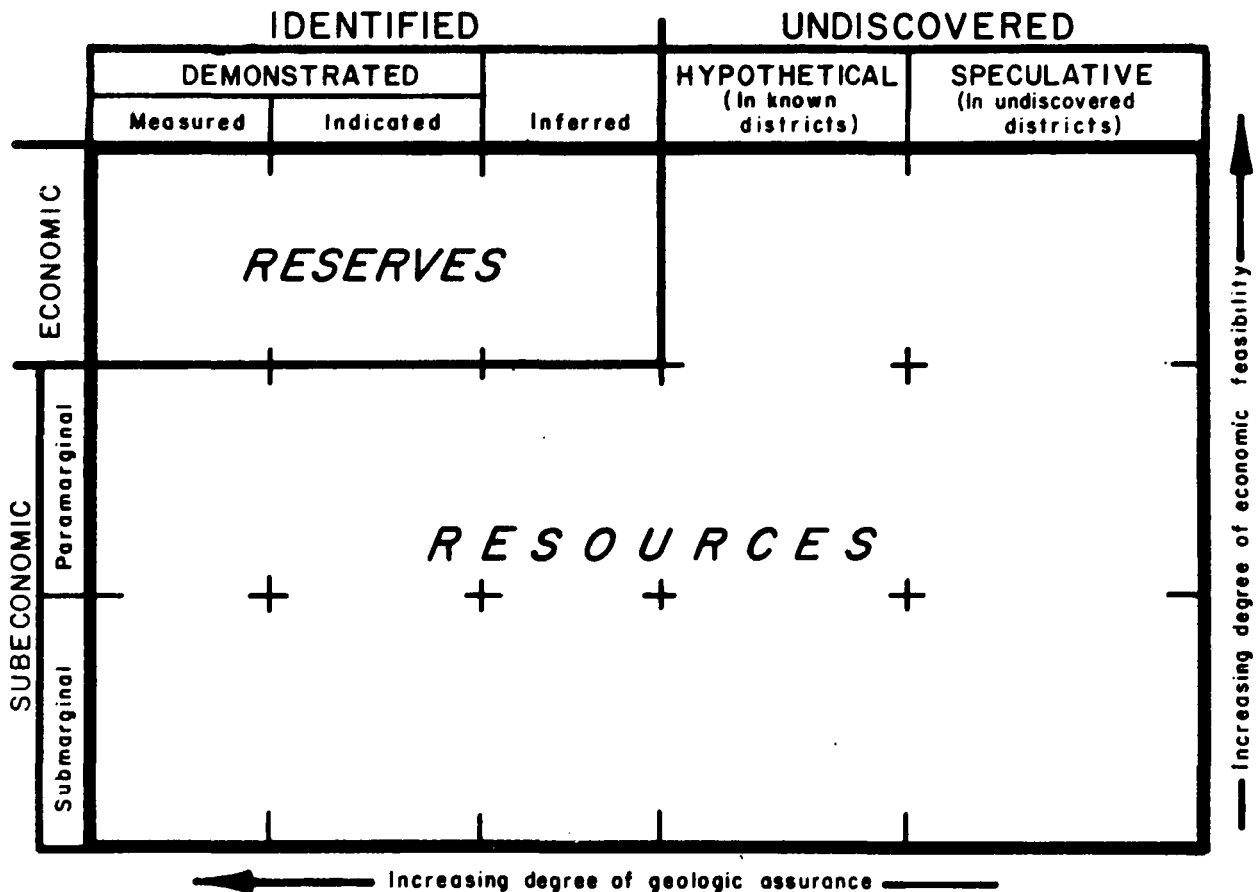 IDENTIFIED
UNDISCOVERED
DEMONSTRATED
Measured
Indicated
Inferred
HYPOTHETICAL
(In known
districts)
SPECULATIVE
(In undiscovered
districts)
ECONOMIC
RESERVES
SUBECONOMIC
Paramarginal
RESOURCES
Submarginal
Increasing degree of economic feasibility
Increasing degree of geologic assurance